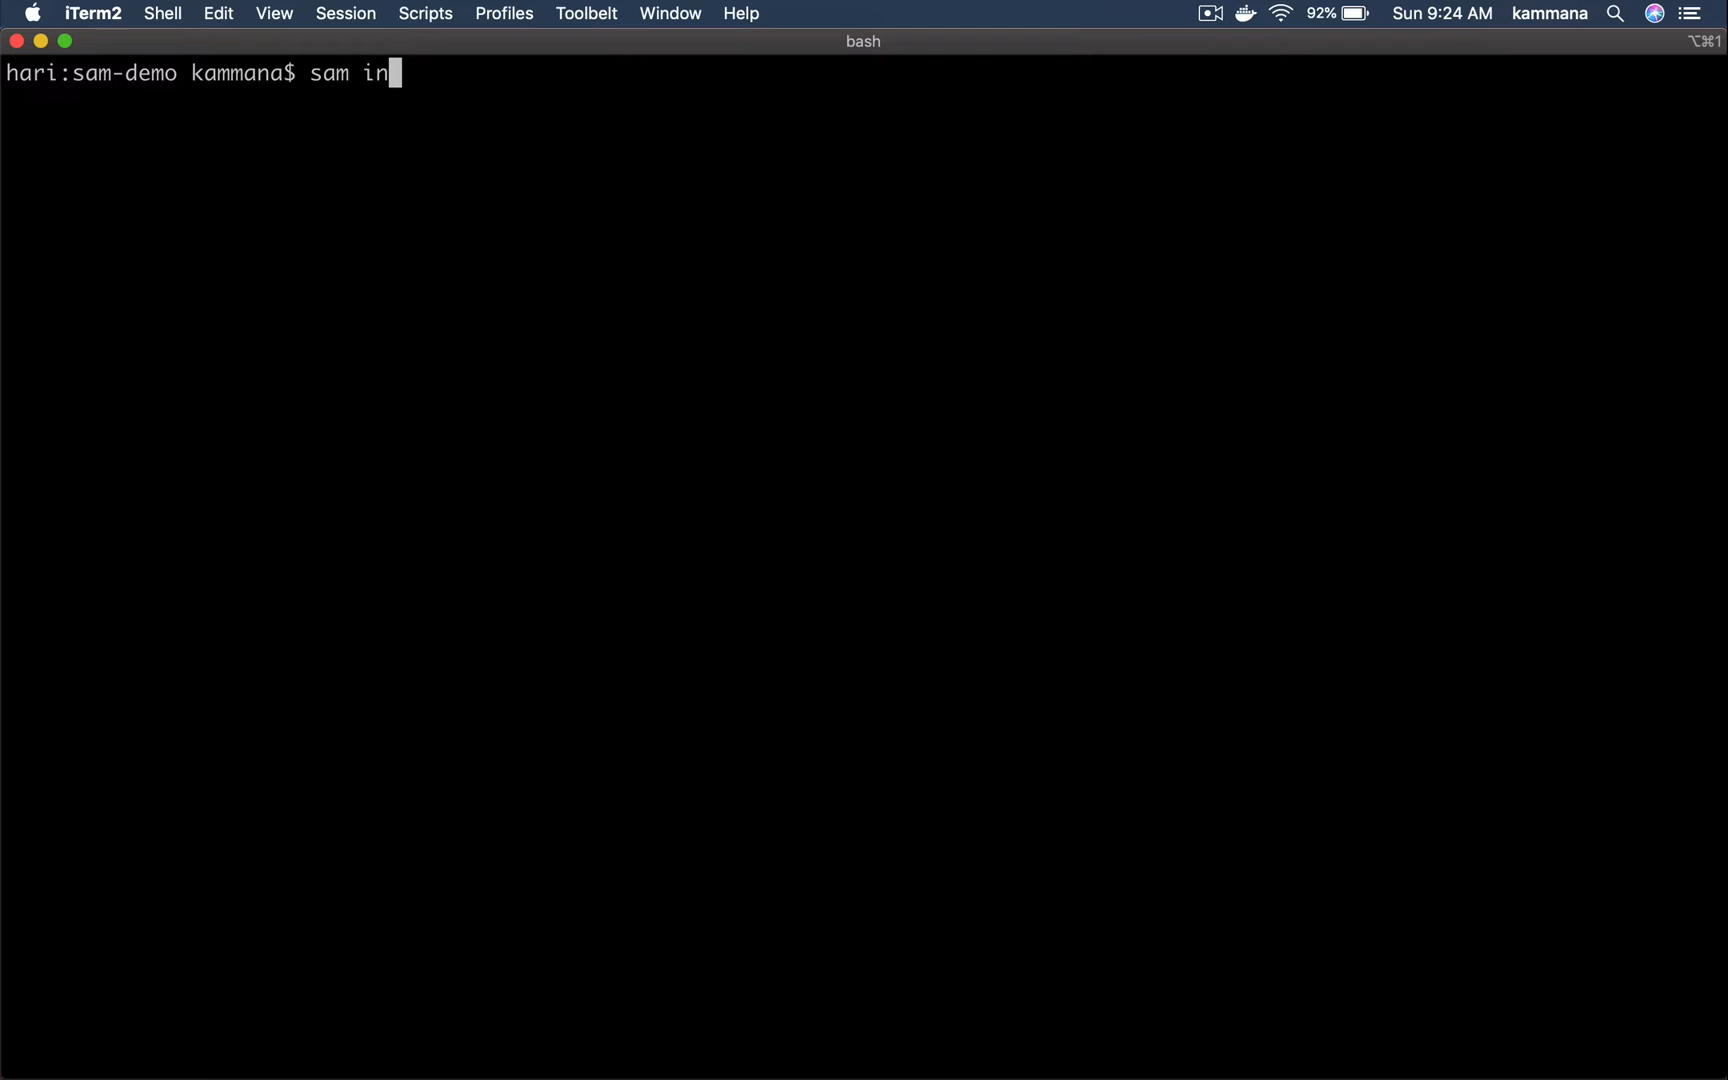 iTerm2 Shell Edit View Session Scripts Profiles Toolbelt Window Help 92% Sun 9:24 AM kammana
bash ⌥⌘1
hari:sam-demo kammana$ sam in